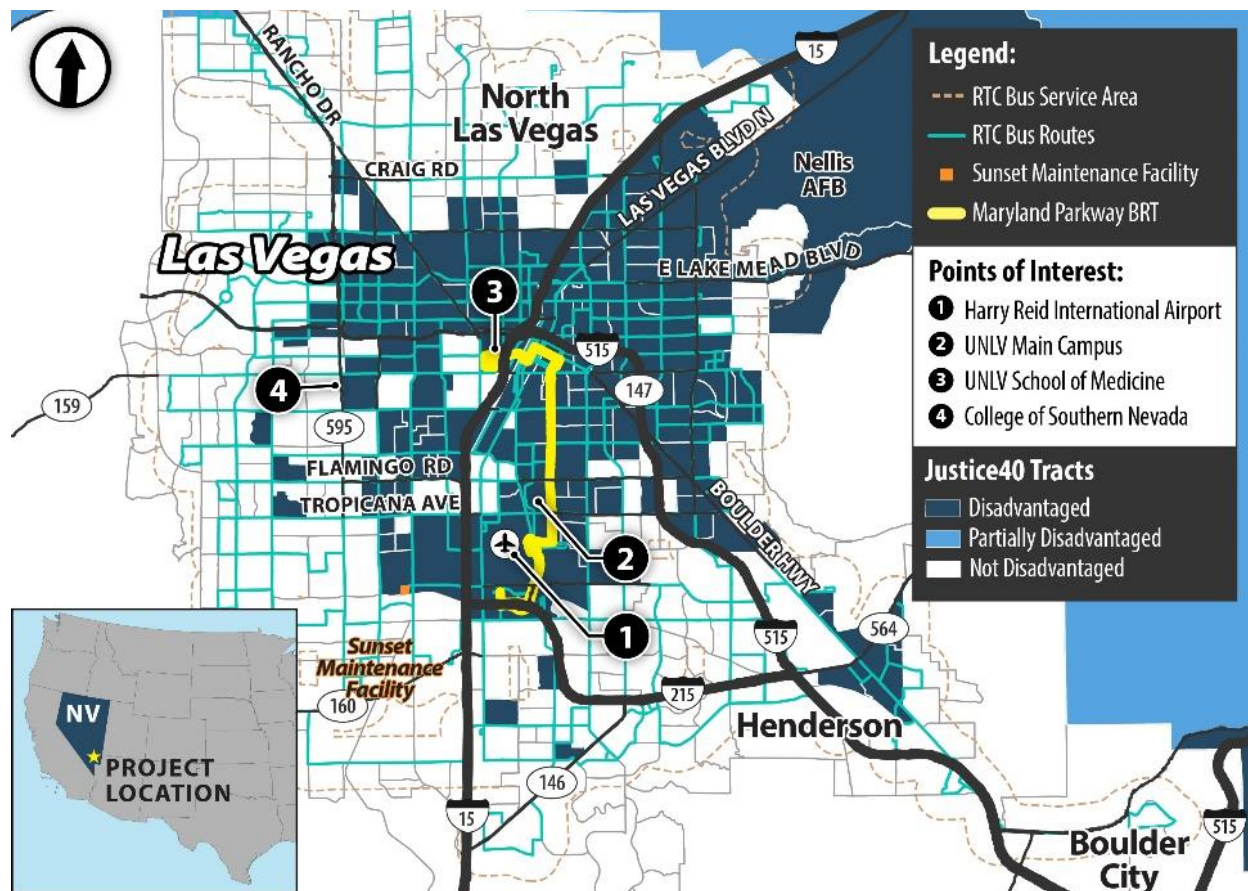 RANCHO DR
North
Las Vegas
CRAIG RD
LAS VEGAS BLVD N
Nellis
AFB
15
Las Vegas
E LAKE MEAD BLVD
3
515
4
147
159
595
FLAMINGO RD
TROPICANA AVE
BOULDER HWY
2
1
564
515
Sunset
Maintenance
Facility
160
215
Henderson
146
15
515
Boulder
City
NV
PROJECT
LOCATION
Legend:
RTC Bus Service Area
RTC Bus Routes
Sunset Maintenance Facility
Maryland Parkway BRT
Points of Interest:
1 Harry Reid International Airport
2 UNLV Main Campus
3 UNLV School of Medicine
4 College of Southern Nevada
Justice40 Tracts
Disadvantaged
Partially Disadvantaged
Not Disadvantaged